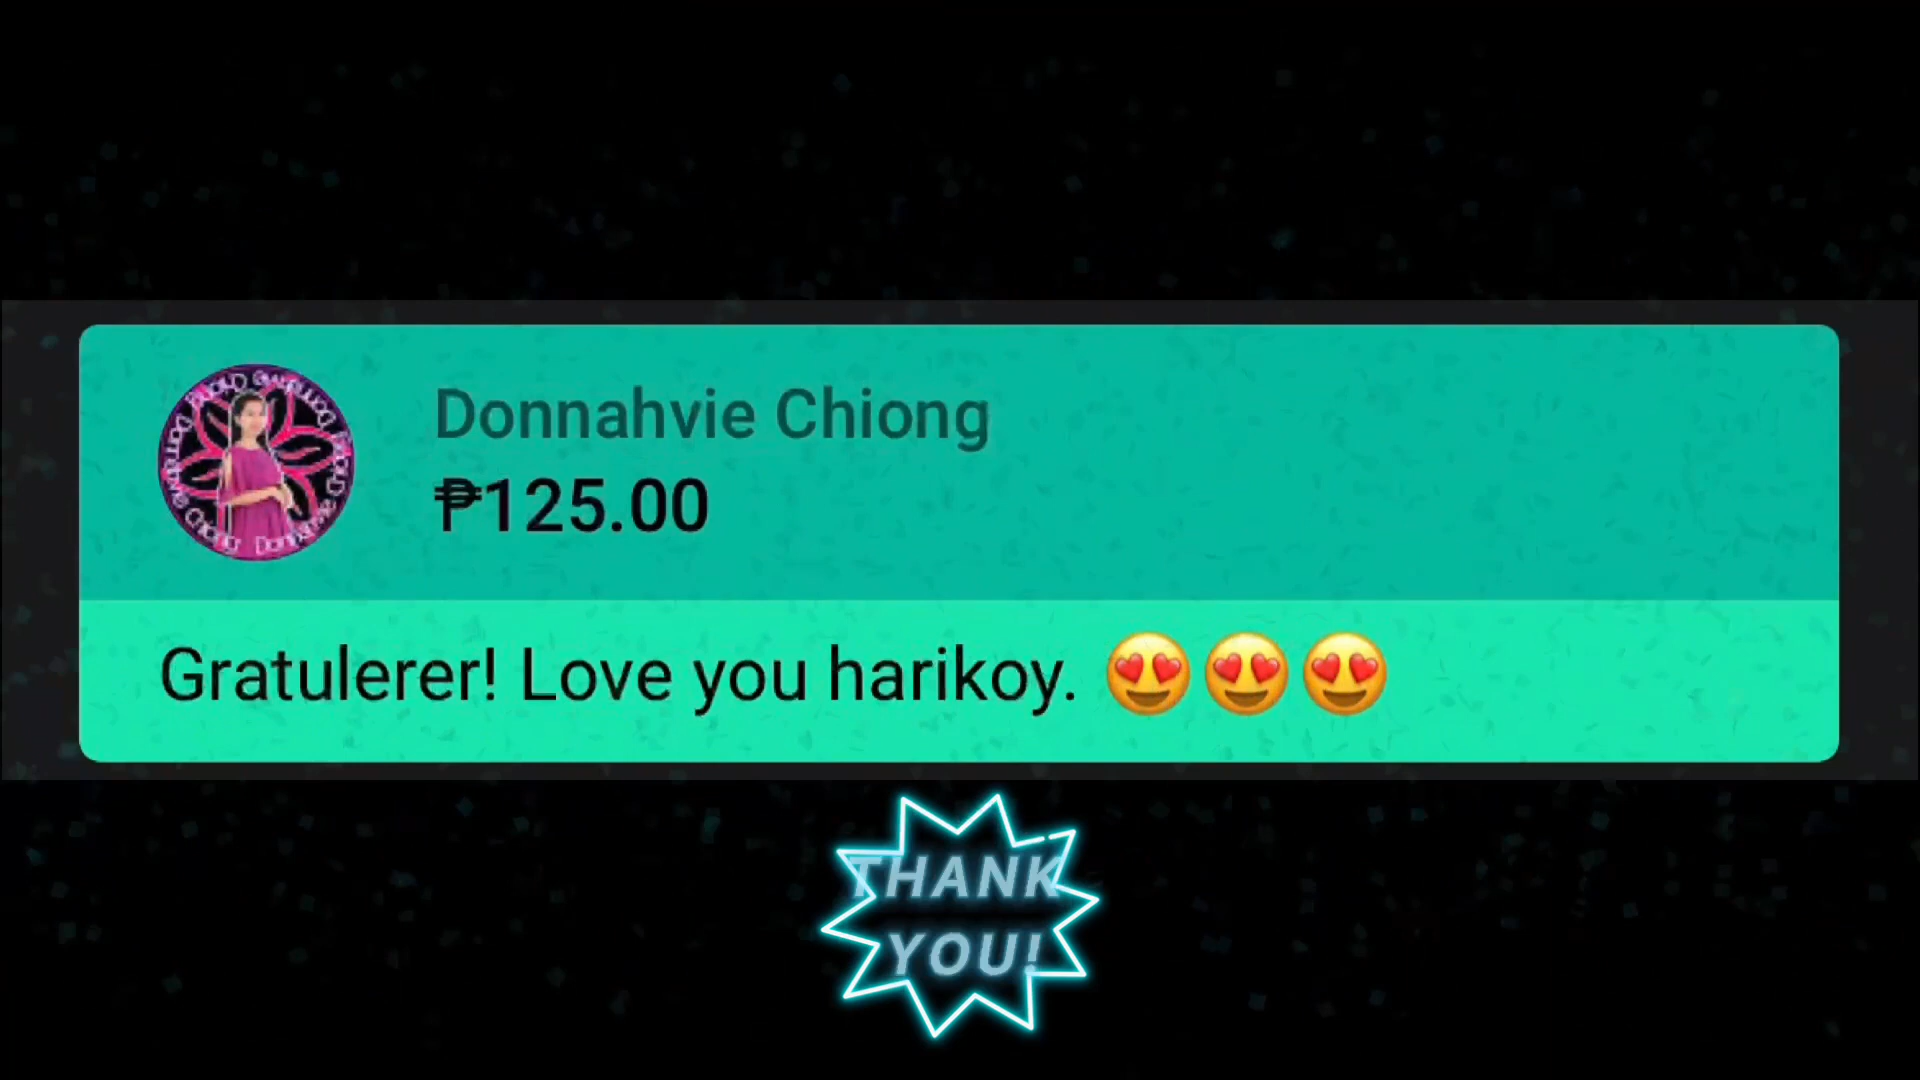 Donnahvie Chiong
₱125.00
Gratulerer! Love you harikoy. 😍😍😍
THANK
YOU!